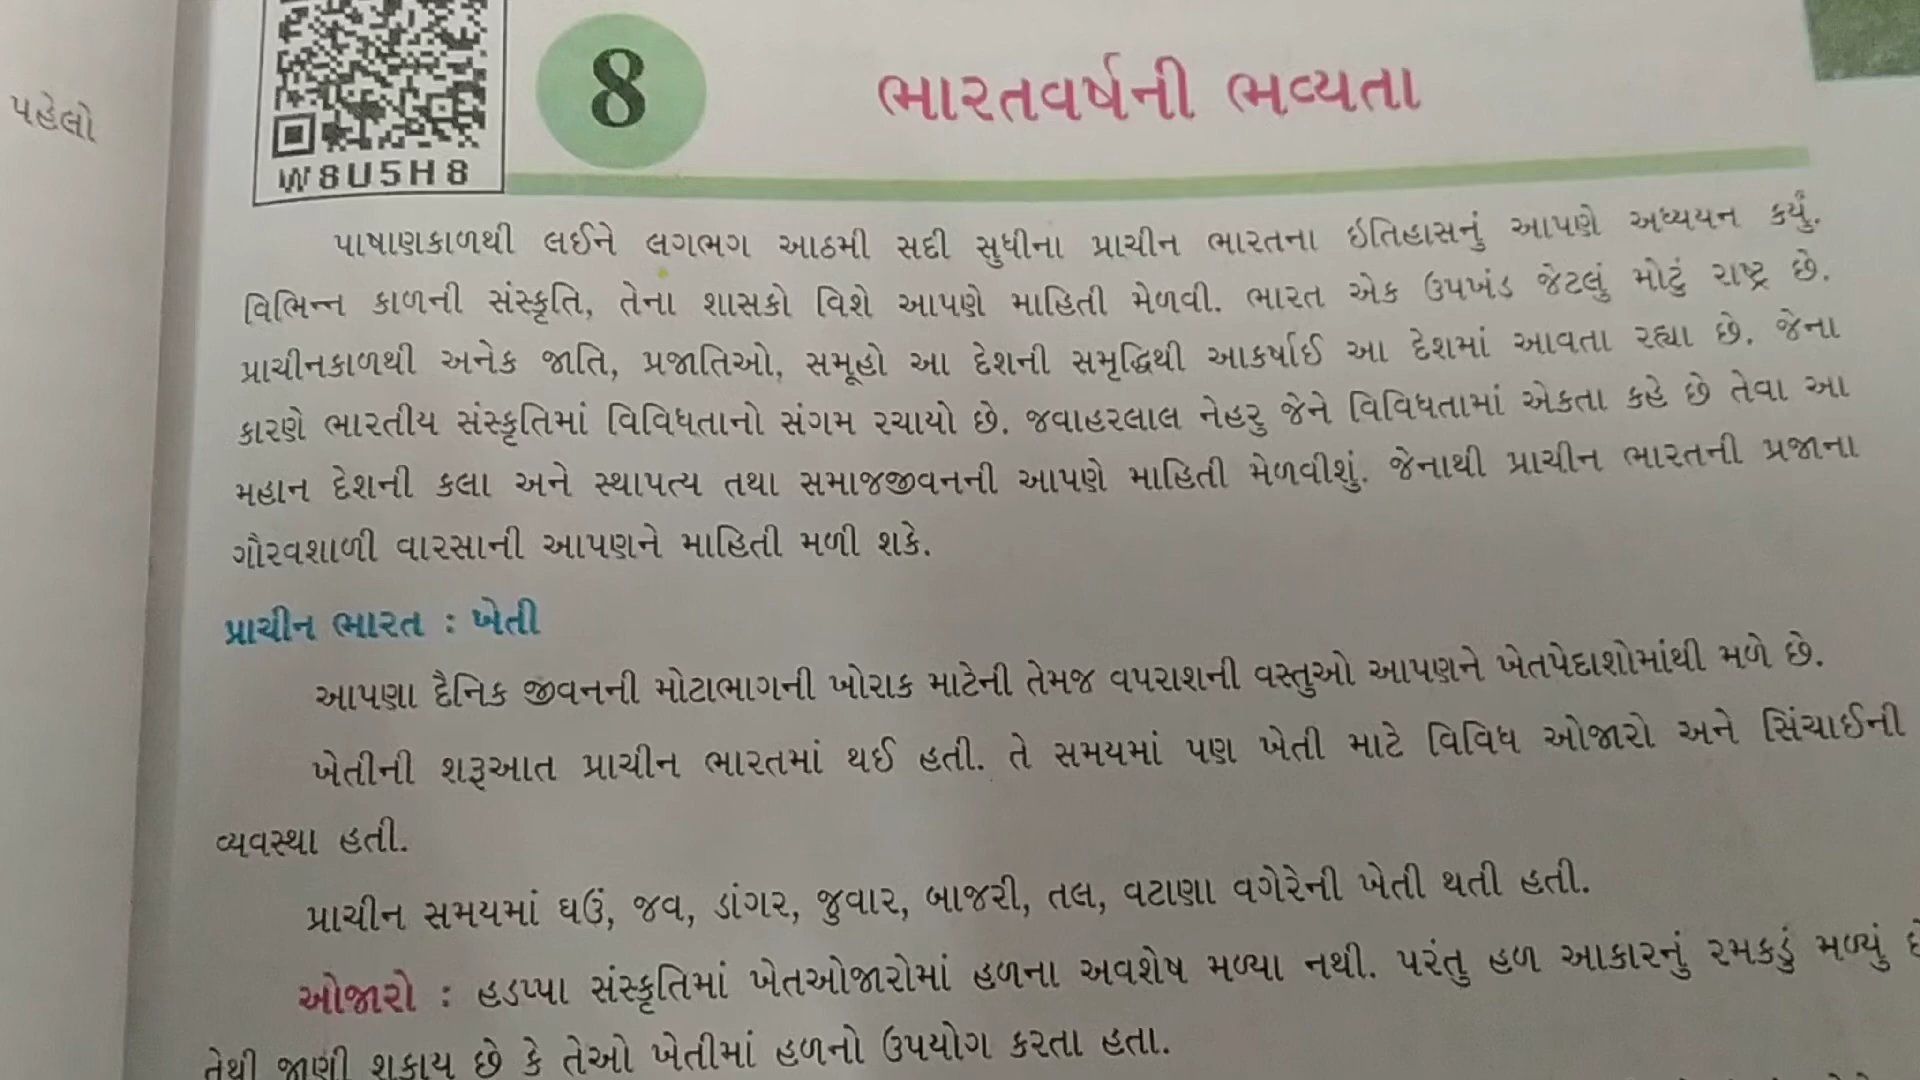 પહેલો
W8U5H8
8
ભારતવર્ષની ભવ્યતા
પાષાણકાળથી લઈને લગભગ આઠમી સદી સુધીના પ્રાચીન ભારતના ઇતિહાસનું આપણે અધ્યયન કર્યું.
વિભિન્ન કાળની સંસ્કૃતિ, તેના શાસકો વિશે આપણે માહિતી મેળવી. ભારત એક ઉપખંડ જેટલું મોટું રાષ્ટ્ર છે.
પ્રાચીનકાળથી અનેક જાતિ, પ્રજાતિઓ, સમૂહો આ દેશની સમૃદ્ધિથી આકર્ષાઈ આ દેશમાં આવતા રહ્યા છે. જેના
કારણે ભારતીય સંસ્કૃતિમાં વિવિધતાનો સંગમ રચાયો છે. જવાહરલાલ નેહરુ જેને વિવિધતામાં એકતા કહે છે તેવા આ
મહાન દેશની કલા અને સ્થાપત્ય તથા સમાજજીવનની આપણે માહિતી મેળવીશું. જેનાથી પ્રાચીન ભારતની પ્રજાના
ગૌરવશાળી વારસાની આપણને માહિતી મળી શકે.
પ્રાચીન ભારત : ખેતી
આપણા દૈનિક જીવનની મોટાભાગની ખોરાક માટેની તેમજ વપરાશની વસ્તુઓ આપણને ખેતપેદાશોમાંથી મળે છે.
ખેતીની શરૂઆત પ્રાચીન ભારતમાં થઈ હતી. તે સમયમાં પણ ખેતી માટે વિવિધ ઓજારો અને સિંચાઈની
વ્યવસ્થા હતી.
પ્રાચીન સમયમાં ઘઉં, જવ, ડાંગર, જુવાર, બાજરી, તલ, વટાણા વગેરેની ખેતી થતી હતી.
ઓજારો : હડપ્પા સંસ્કૃતિમાં ખેતઓજારોમાં હળના અવશેષ મળ્યા નથી. પરંતુ હળ આકારનું રમકડું મળ્યું
તેથી જાણી શકાય છે કે તેઓ ખેતીમાં હળનો ઉપયોગ કરતા હતા.